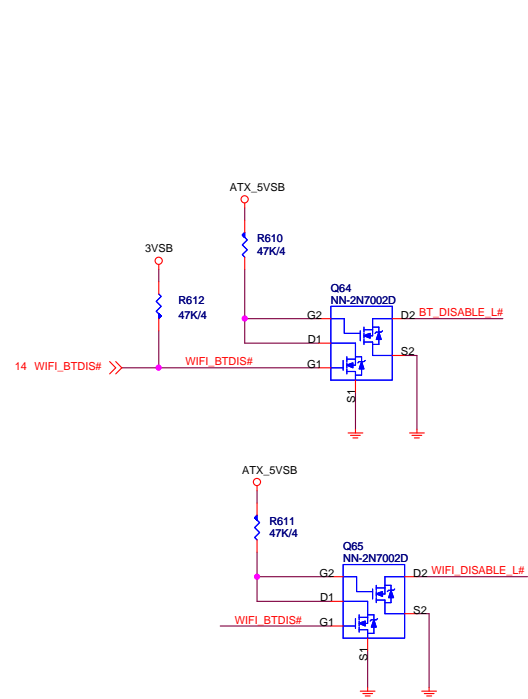 ATX_5VSB
R610
47K/4
3VSB
R612
47K/4
Q64
NN-2N7002D
G2
D2
BT_DISABLE_L#
D1
S2
14 WIFI_BTDIS#
WIFI_BTDIS#
G1
S1
ATX_5VSB
R611
47K/4
Q65
NN-2N7002D
G2
D2
WIFI_DISABLE_L#
D1
S2
WIFI_BTDIS#
G1
S1